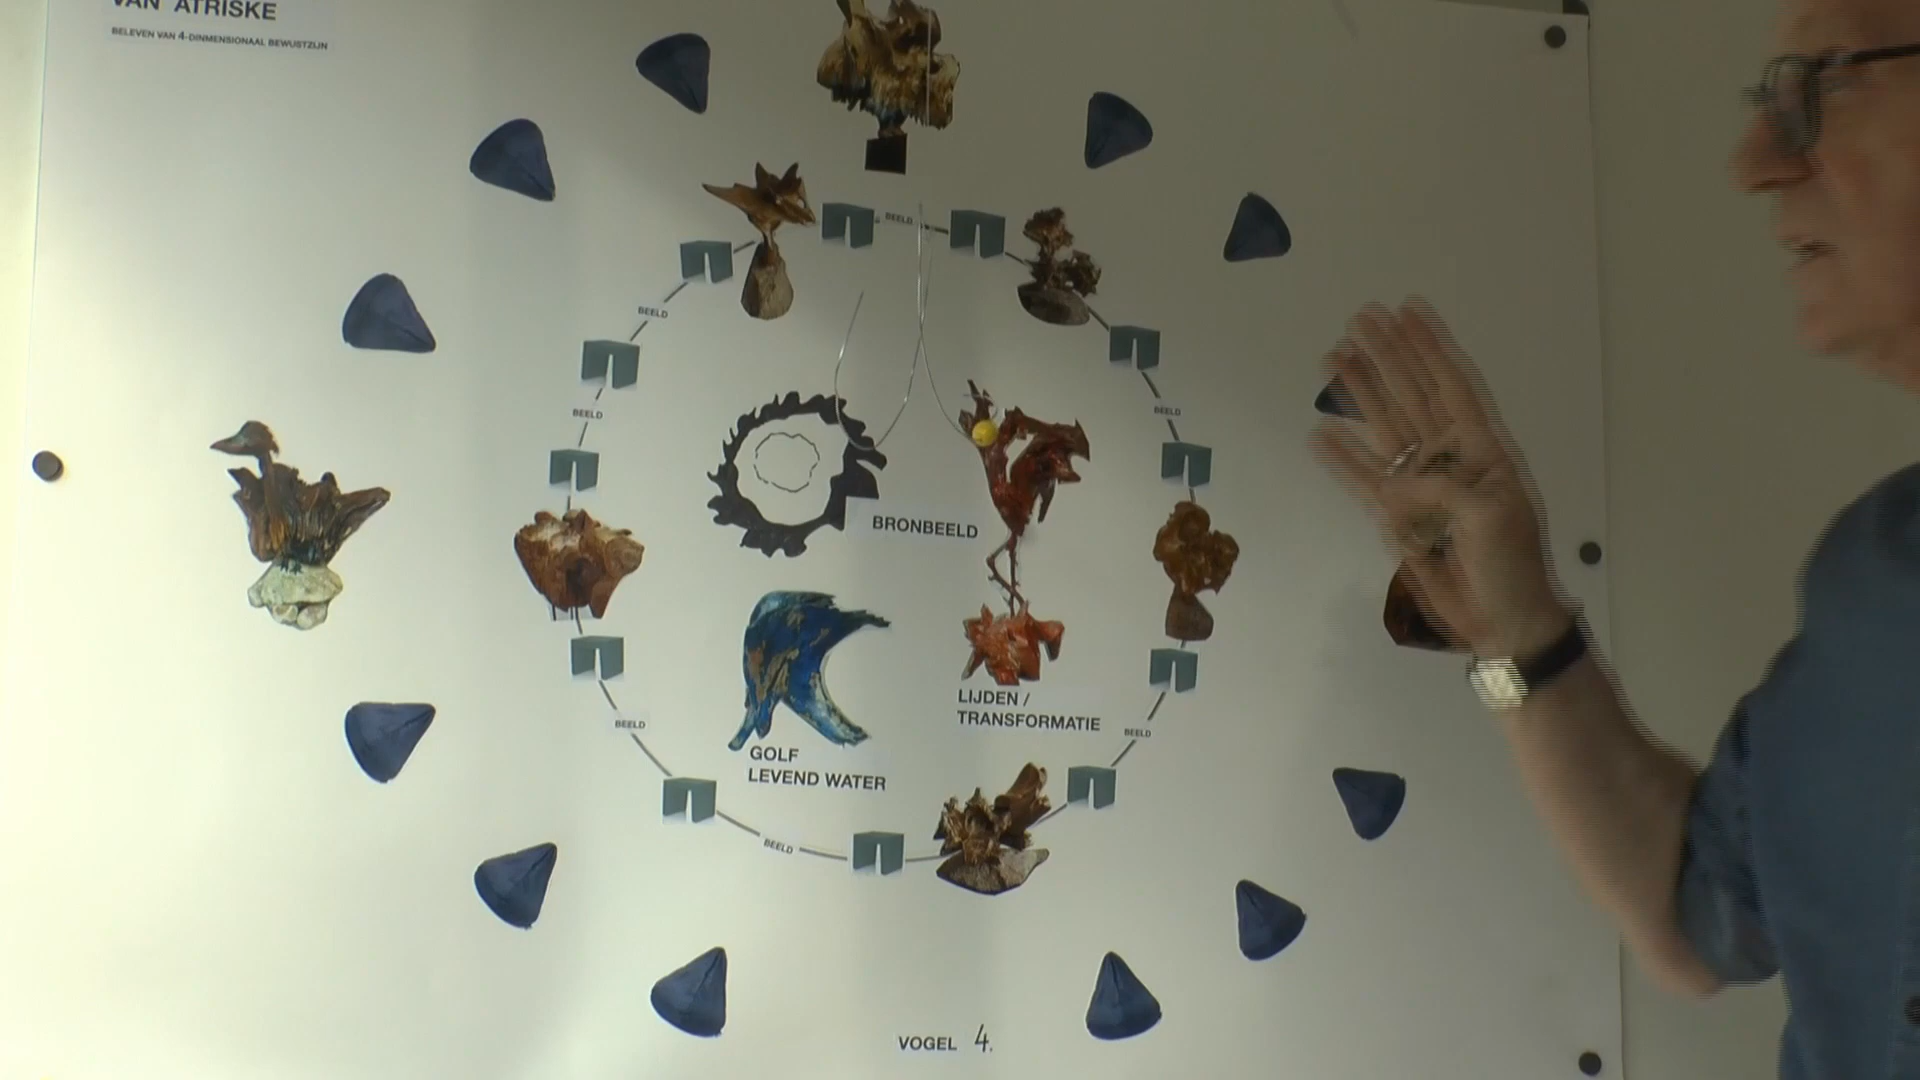 VAN ATRISKE
BELEVEN VAN 4-DINMENSIONAAL BEWUSTZIJN
BEELD
BEELD
BEELD
BEELD
BRONBEELD
LIJDEN /
TRANSFORMATIE
BEELD
BEELD
GOLF
LEVEND WATER
BEELD
VOGEL 4.